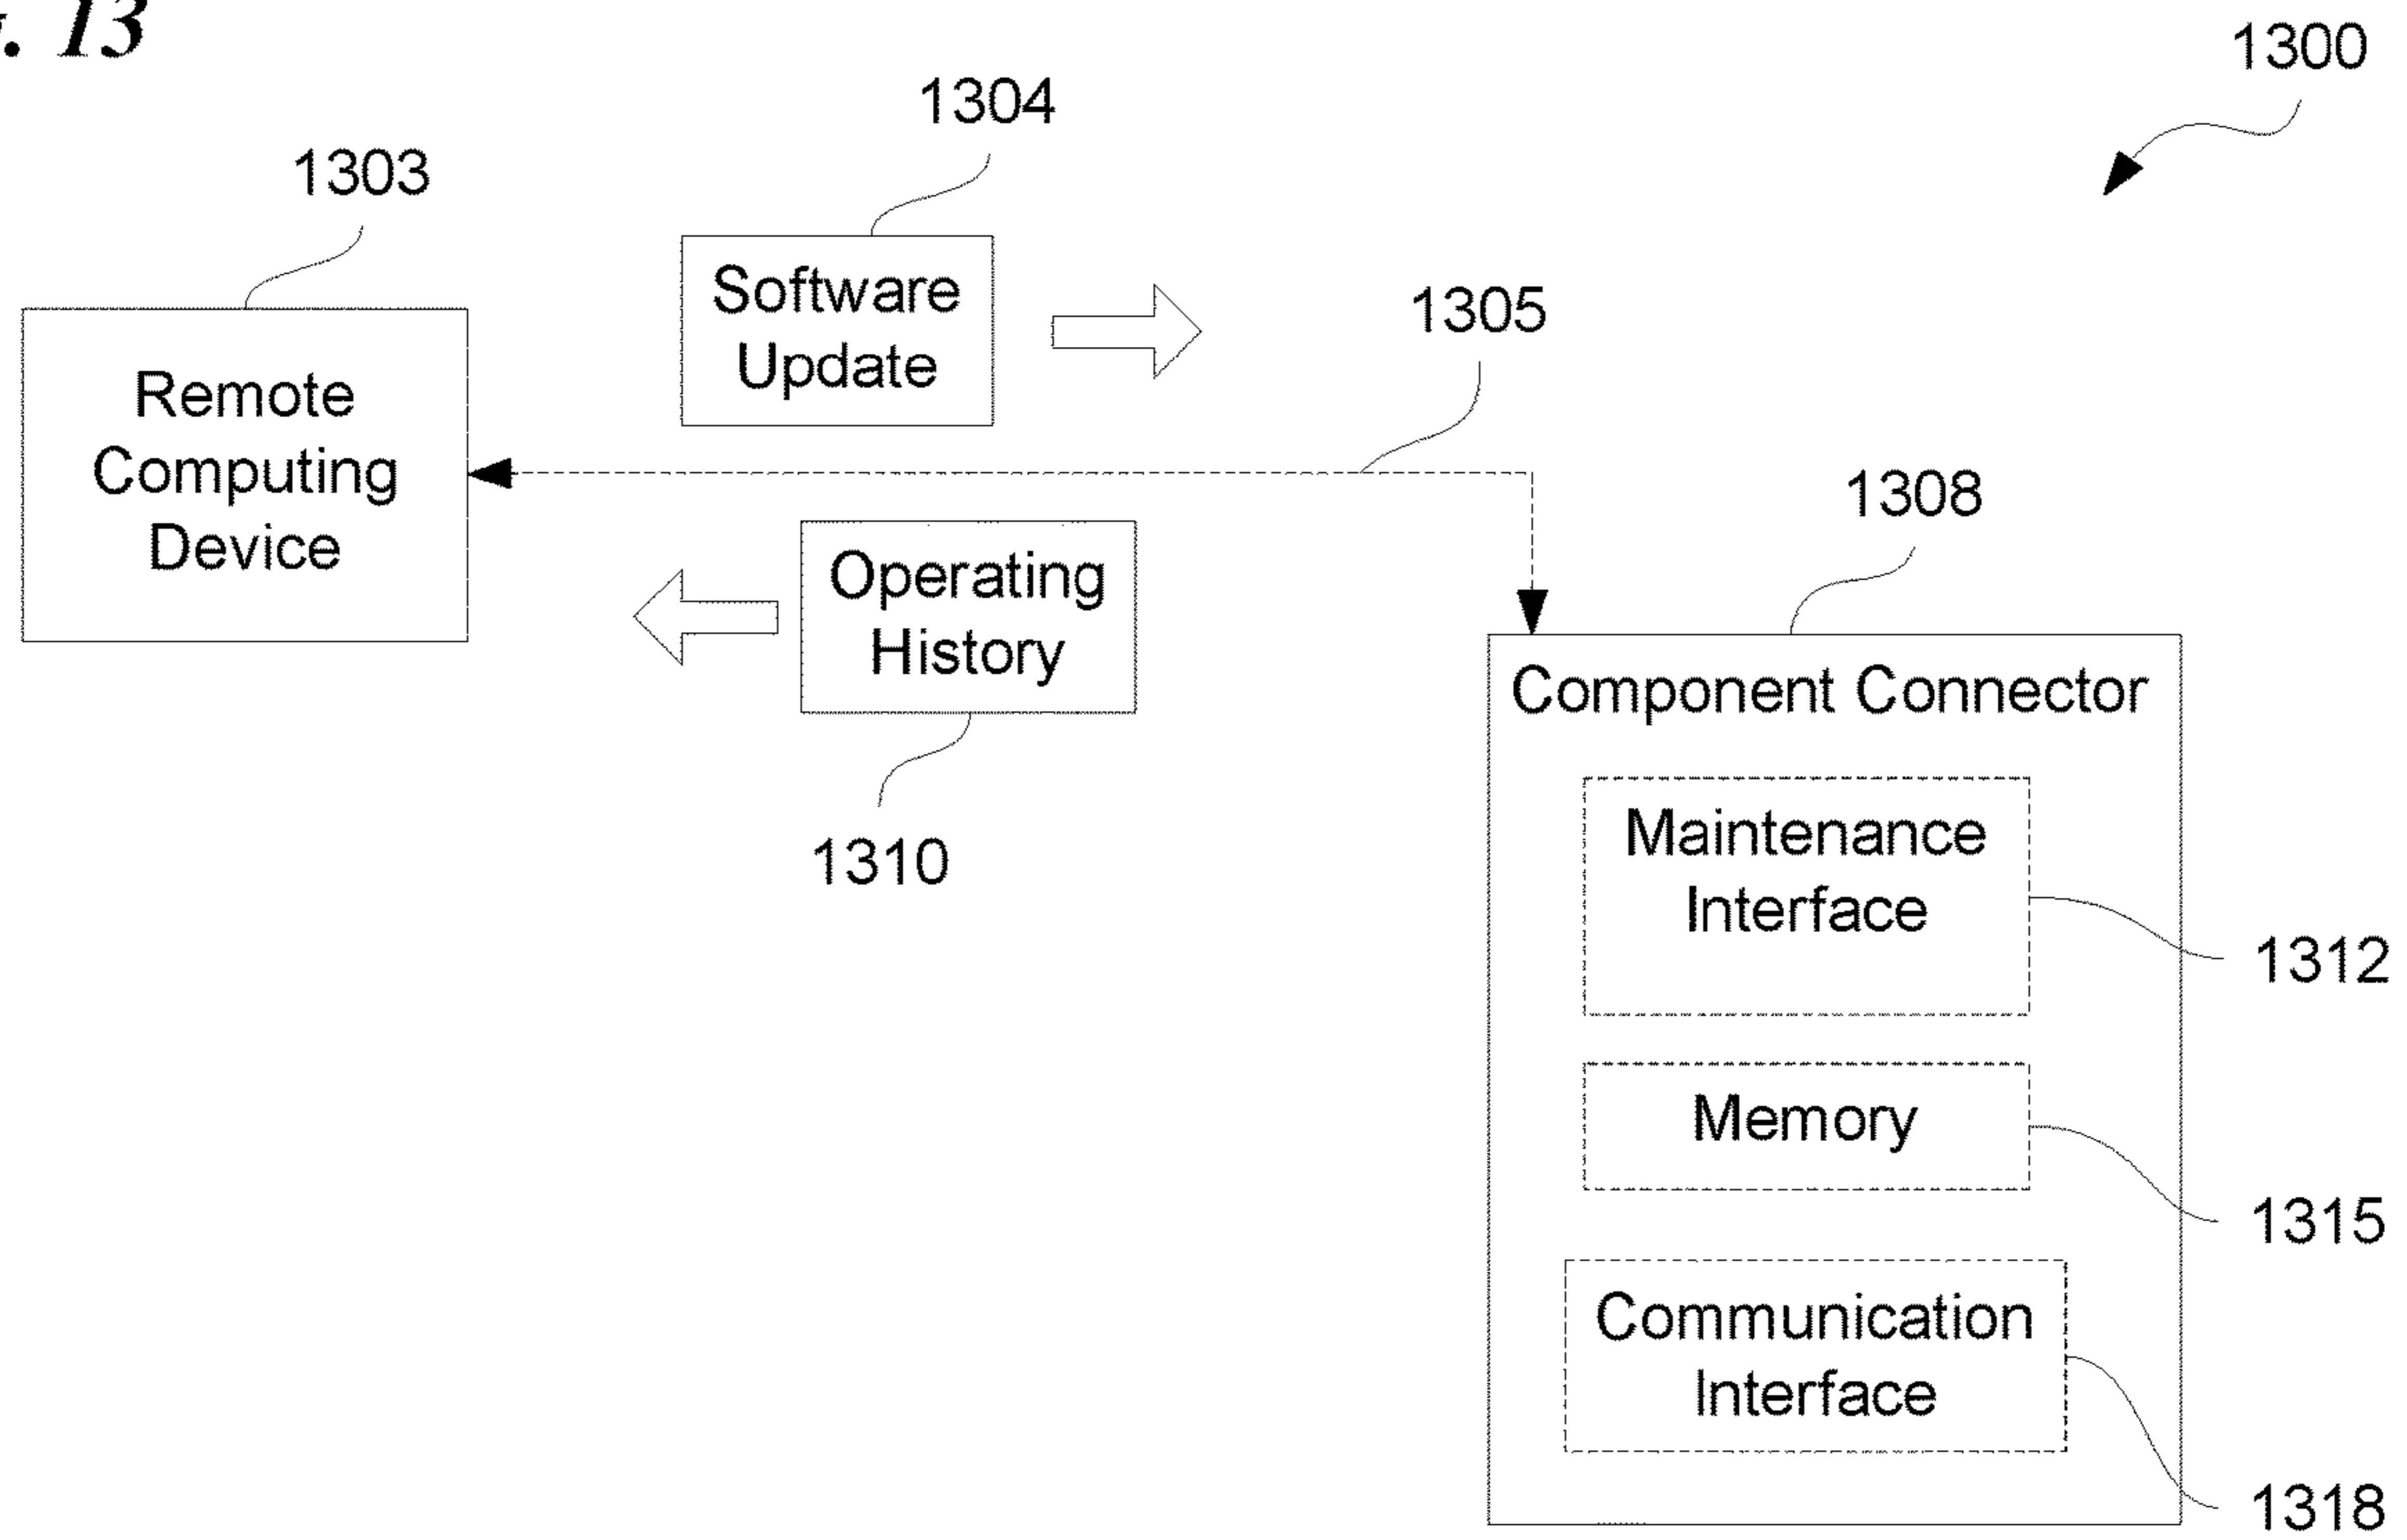 . 13
1300
1304
1303
Software
Update
1305
Remote
Computing
Device
1308
Operating
History
Component Connector
1310
Maintenance
Interface
1312
Memory
1315
Communication
Interface
1318